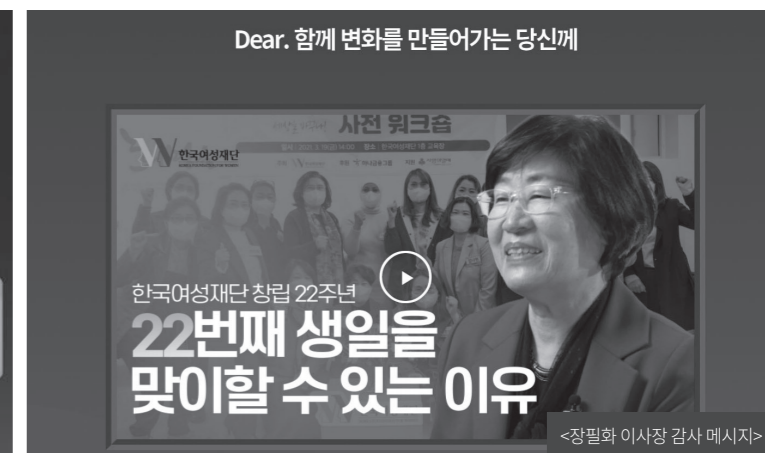 Dear. 함께 변화를 만들어가는 당신께
사전 워크숍
한국여성재단
한국여성재단 창립 22주년
22번째 생일을
맞이할 수 있는 이유
<장필화 이사장 감사 메시지>